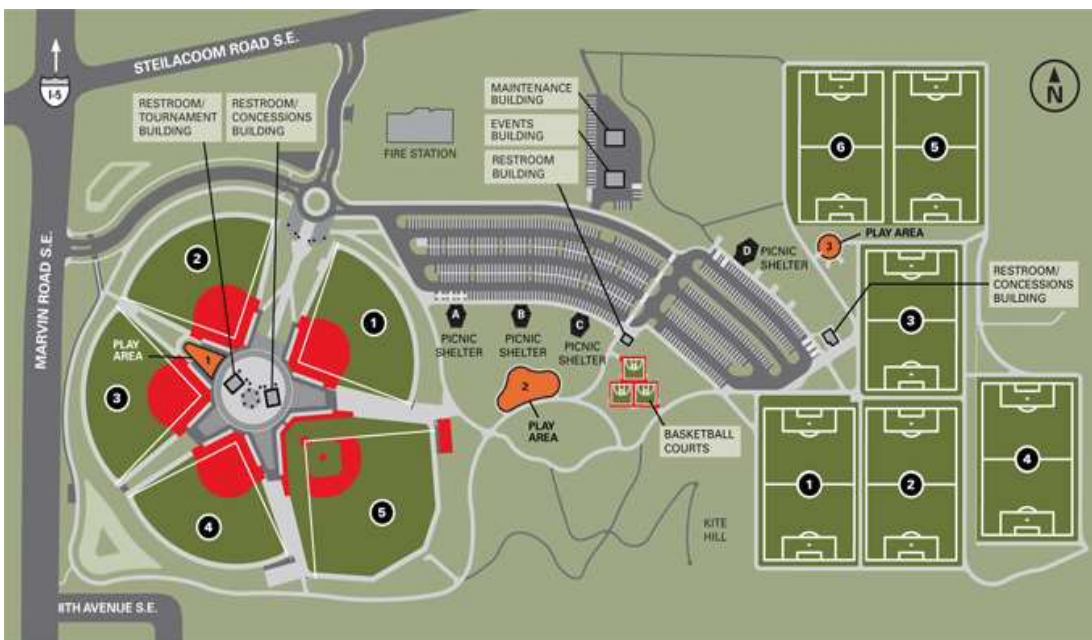 STEILACOOM ROAD S.E.
I-5
MARVIN ROAD S.E.
RESTROOM/
TOURNAMENT
BUILDING
RESTROOM/
CONCESSIONS
BUILDING
FIRE STATION
MAINTENANCE
BUILDING
EVENTS
BUILDING
RESTROOM
BUILDING
N
6
5
3
PLAY AREA
D
PICNIC
SHELTER
RESTROOM/
CONCESSIONS
BUILDING
2
1
A
PICNIC
SHELTER
B
PICNIC
SHELTER
C
PICNIC
SHELTER
3
PLAY
AREA
1
3
2
PLAY
AREA
BASKETBALL
COURTS
4
5
1
2
4
KITE
HILL
11TH AVENUE S.E.